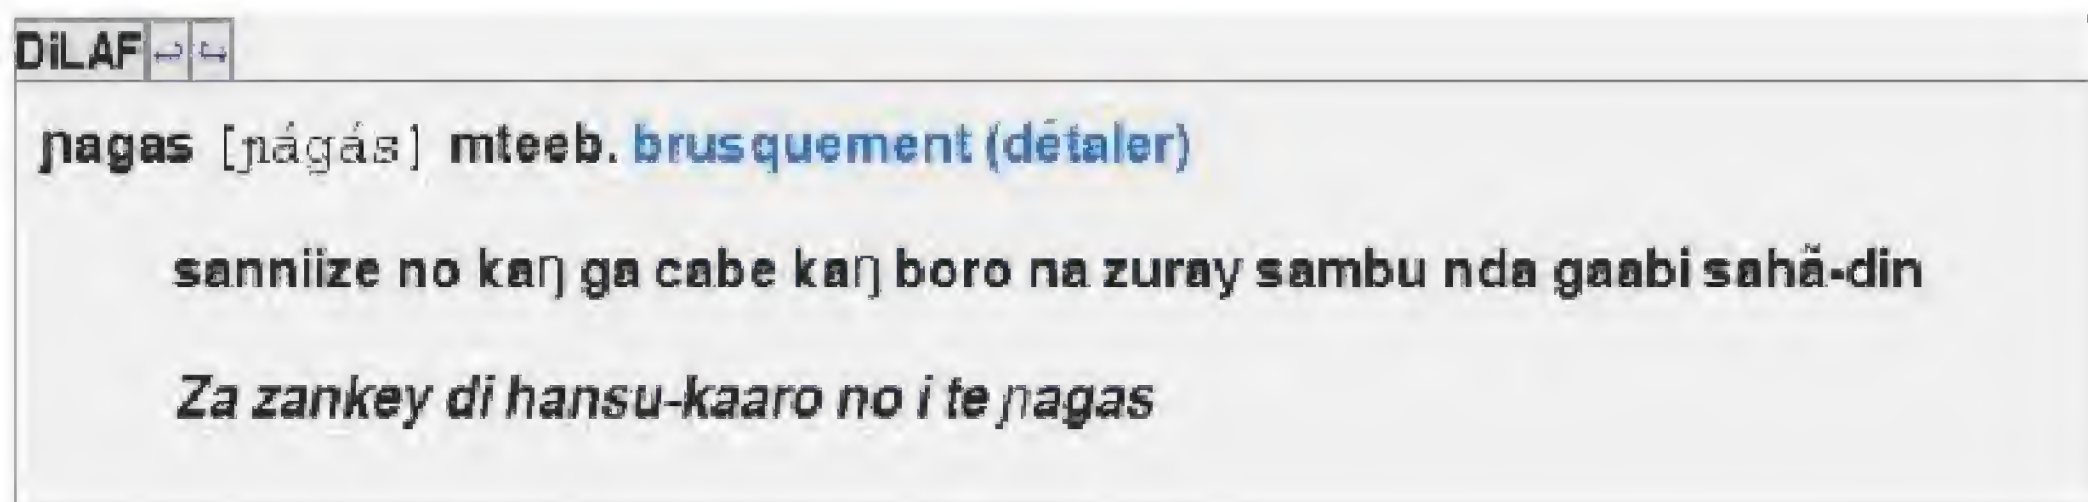 DiLAF
ɲagas [ɲágás] mteeb. brusquement (détaler)
sanniize no kaŋ ga cabe kaŋ boro na zuray sambu nda gaabi sahã-din
Za zankey di hansu-kaaro no i te ɲagas